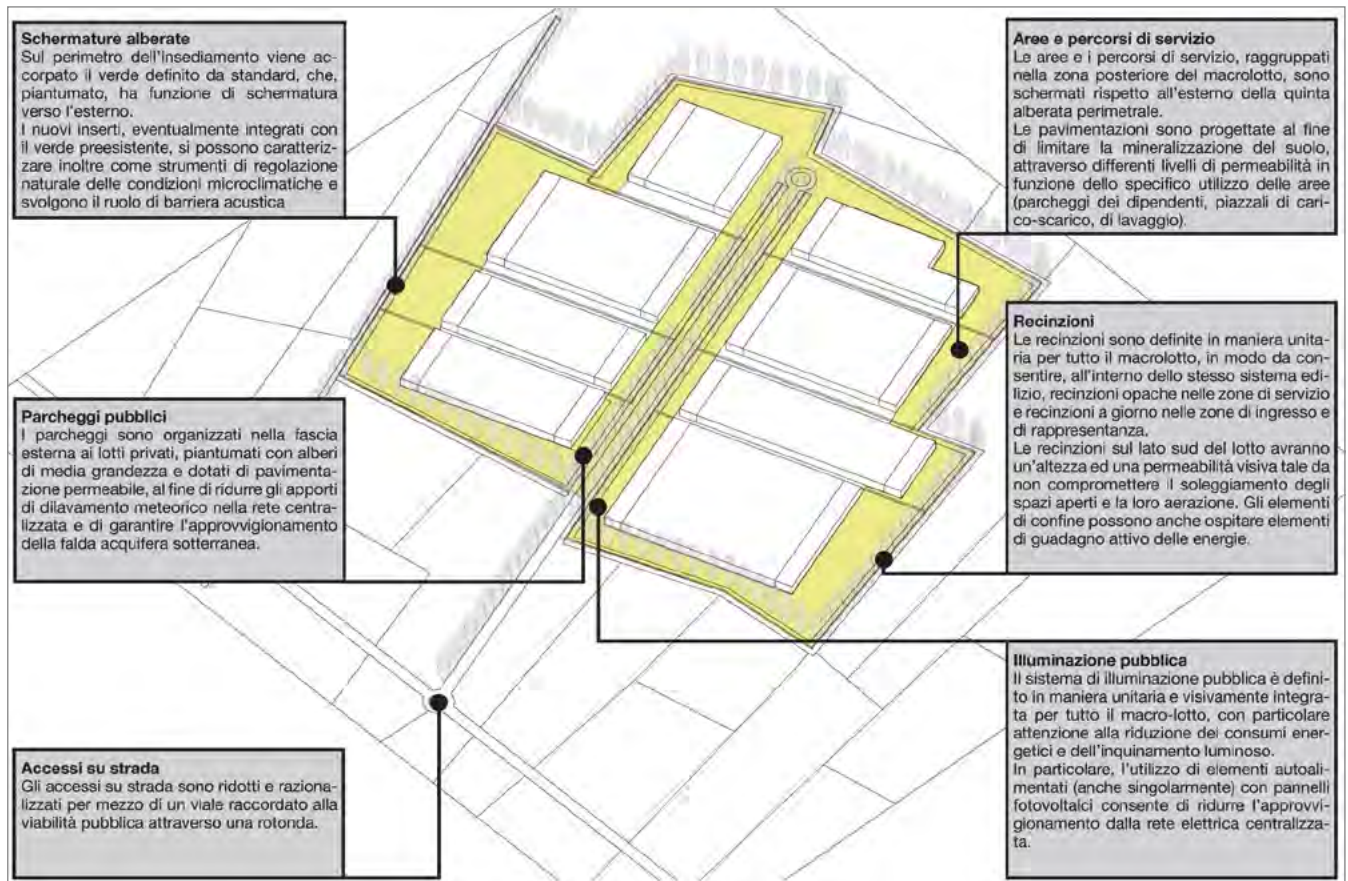 Schermature alberate
Sul perimetro dell'insediamento viene ac-
corpato il verde definito da standard, che,
piantumato, ha funzione di schermatura
verso l'esterno.
I nuovi inserti, eventualmente integrati con
il verde preesistente, si possono caratteriz-
zare inoltre come strumenti di regolazione
naturale delle condizioni microclimatiche e
svolgono il ruolo di barriera acustica
Parcheggi pubblici
I parcheggi sono organizzati nella fascia
esterna ai lotti privati, piantumati con alberi
di media grandezza e dotati di pavimenta-
zione permeabile, al fine di ridurre gli apporti
di dilavamento meteorico nella rete centra-
lizzata e di garantire l'approvvigionamento
della falda acquifera sotterranea.
Accessi su strada
Gli accessi su strada sono ridotti e raziona-
lizzati per mezzo di un viale raccordato alla
viabilità pubblica attraverso una rotonda.
Aree e percorsi di servizio
Le aree e i percorsi di servizio, raggruppati
nella zona posteriore del macrolotto, sono
schermati rispetto all'esterno della quinta
alberata perimetrale.
Le pavimentazioni sono progettate al fine
di limitare la mineralizzazione del suolo,
attraverso differenti livelli di permeabilità in
funzione dello specifico utilizzo delle aree
(parcheggi dei dipendenti, piazzali di cari-
co-scarico, di lavaggio).
Recinzioni
Le recinzioni sono definite in maniera unita-
ria per tutto il macrolotto, in modo da con-
sentire, all'interno dello stesso sistema edi-
lizio, recinzioni opache nelle zone di servizio
e recinzioni a giorno nelle zone di ingresso e
di rappresentanza.
Le recinzioni sul lato sud del lotto avranno
un'altezza ed una permeabilità visiva tale da
non compromettere il soleggiamento degli
spazi aperti e la loro aerazione. Gli elementi
di confine possono anche ospitare elementi
di guadagno attivo delle energie.
Illuminazione pubblica
Il sistema di illuminazione pubblica è defini-
to in maniera unitaria e visivamente integra-
ta per tutto il macro-lotto, con particolare
attenzione alla riduzione dei consumi ener-
getici e dell'inquinamento luminoso.
In particolare, l'utilizzo di elementi autoali-
mentati (anche singolarmente) con pannelli
fotovoltaici consente di ridurre l'approvvi-
gionamento dalla rete elettrica centralizza-
ta.